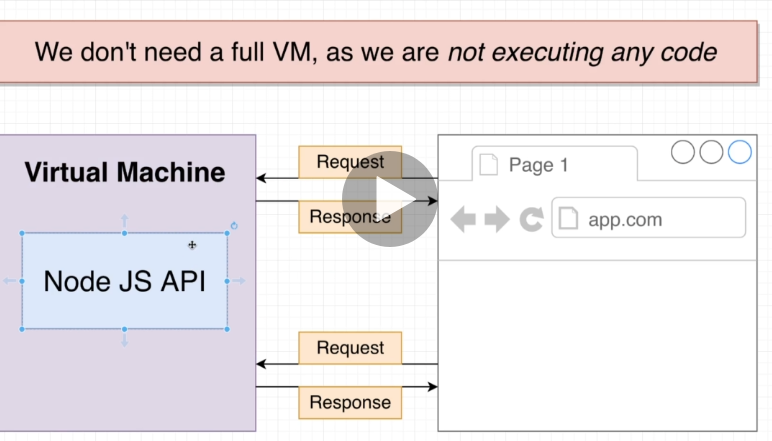 We don't need a full VM, as we are not executing any code
Virtual Machine
Node JS API
Request
Response
Request
Response
Page 1
app.com